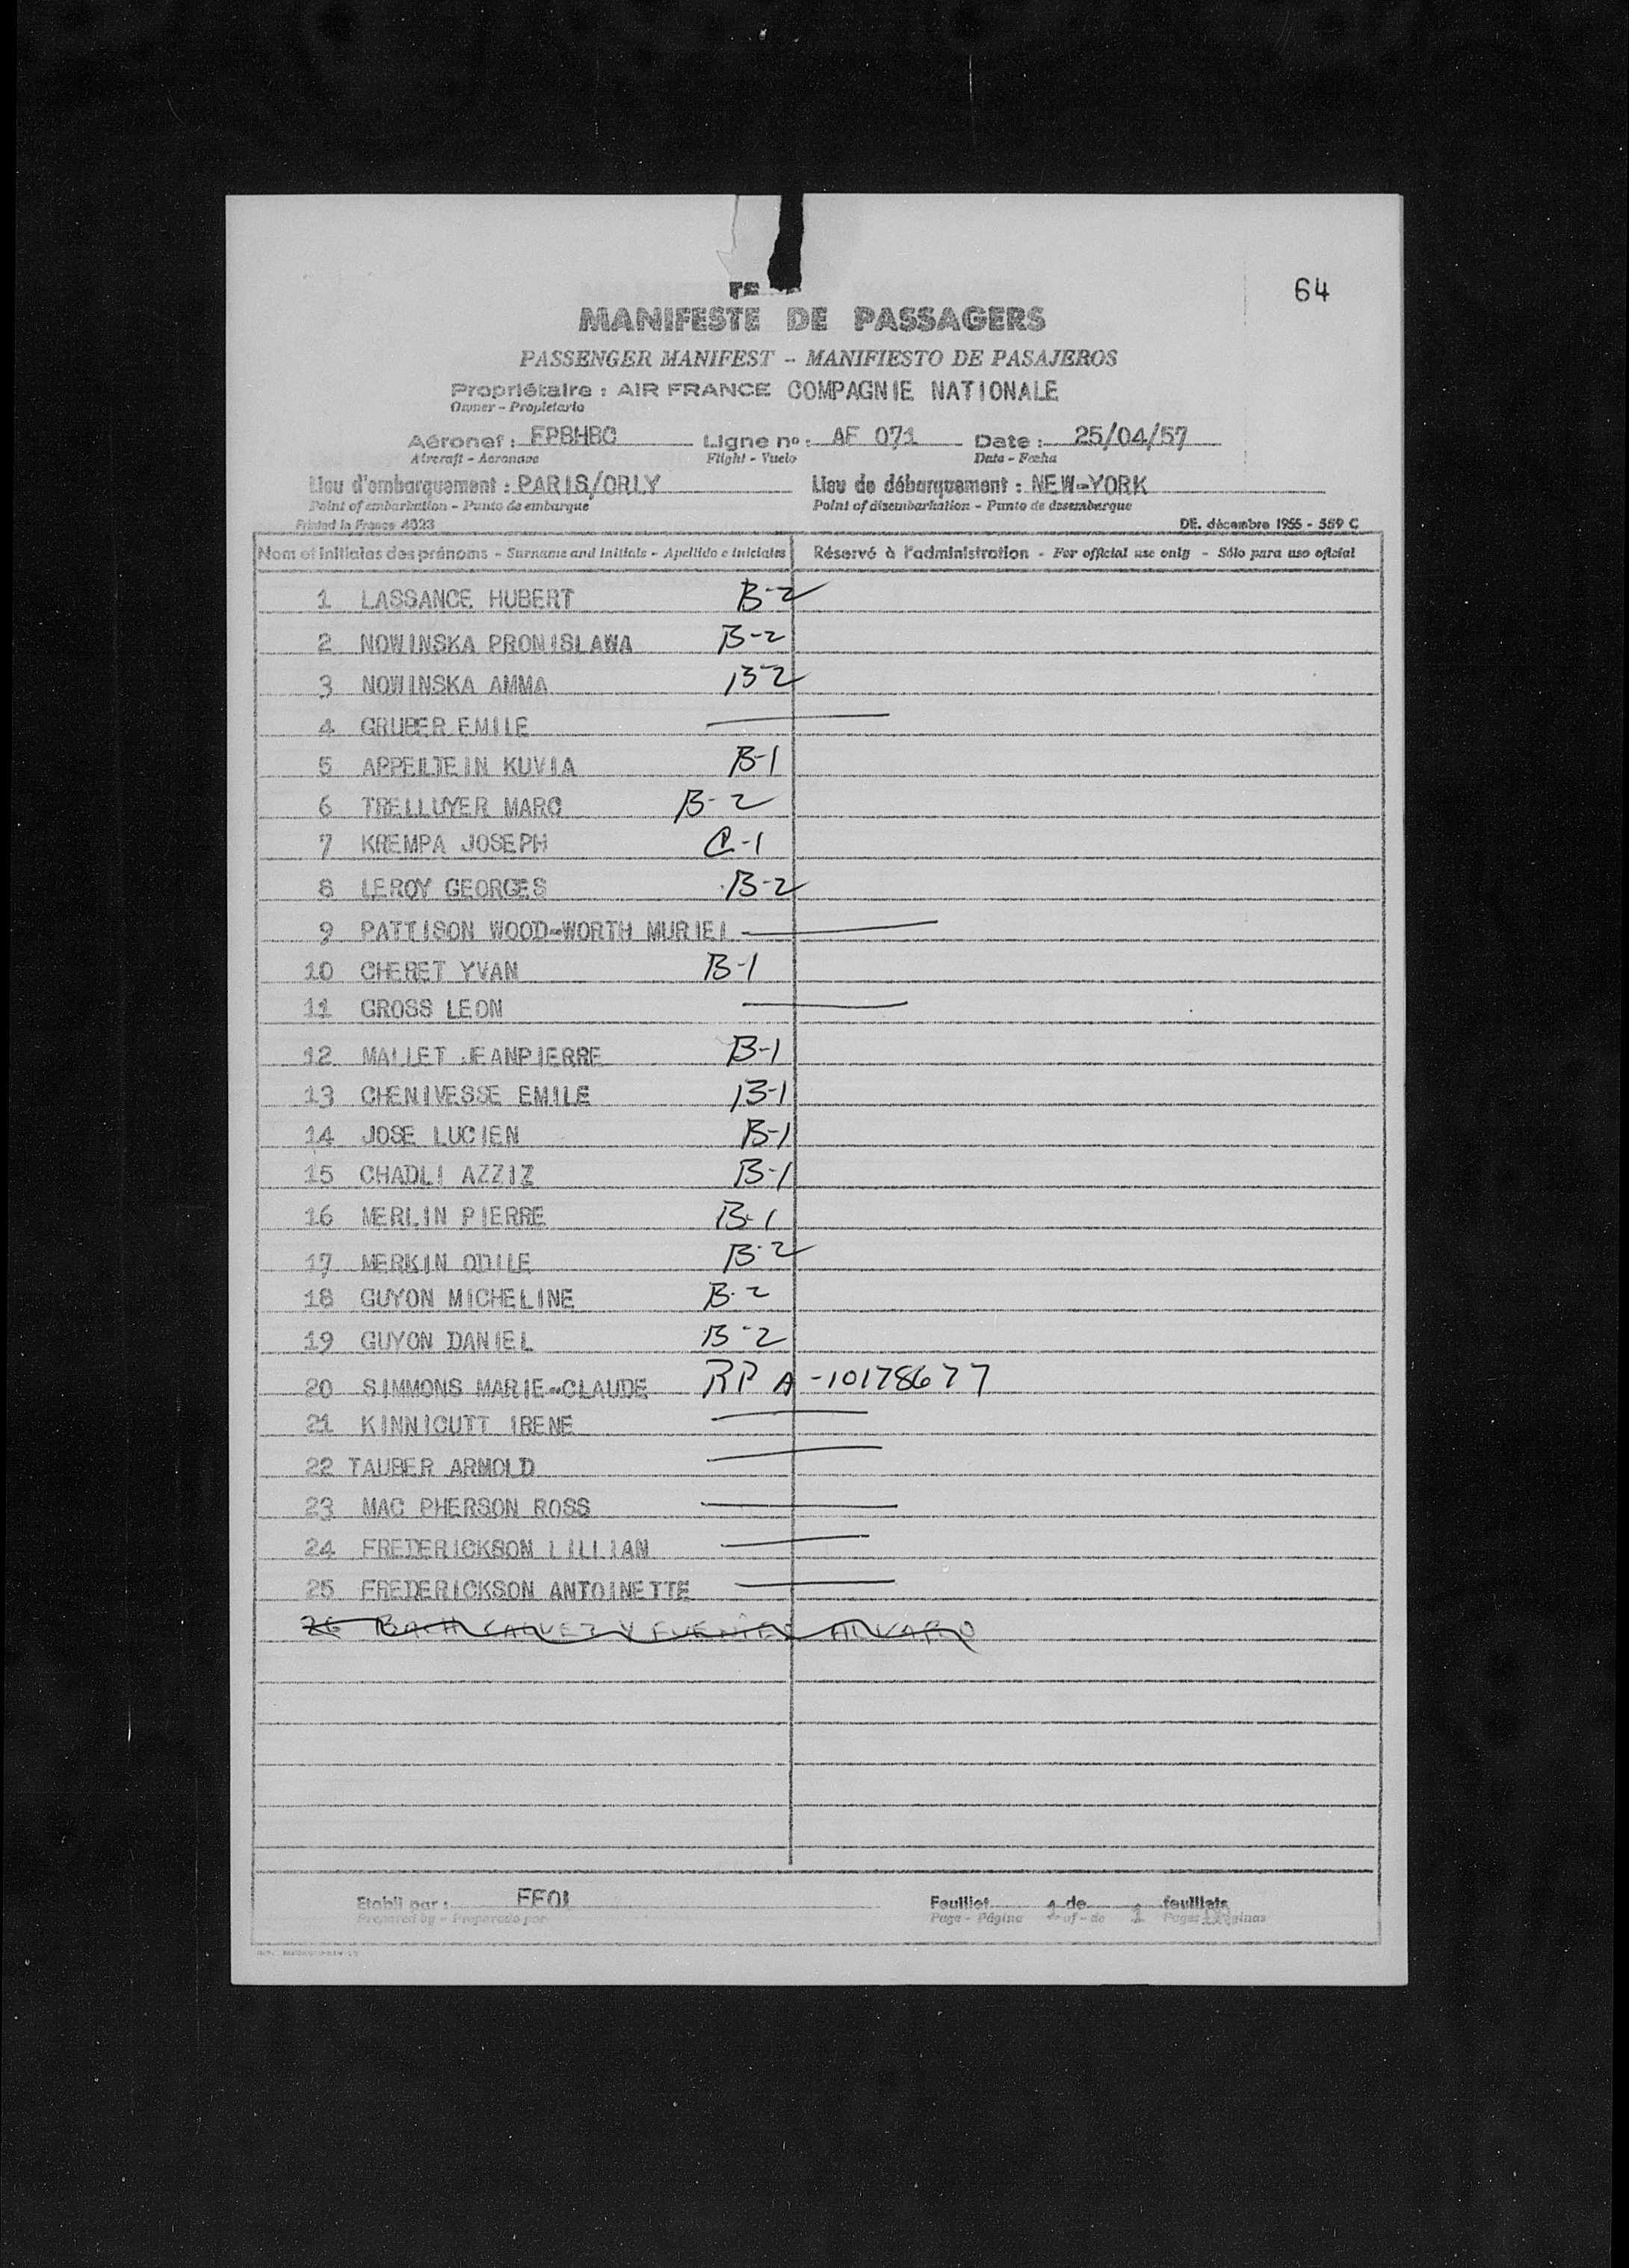 64
MANIFESTE DE PASSAGERS
PASSENGER MANIFEST - MANIFIESTO DE PASAJEROS
Propriétaire : AIR FRANCE COMPAGNIE NATIONALE
Owner - Propietario
Aéronef : FPBHBC Ligne nº : AF 071 Date : 25/04/57
Aircraft - Aeronave Flight - Vuelo Date - Fecha
Lieu d'embarquement : PARIS/ORLY Lieu de débarquement : NEW-YORK
Point of embarkation - Punto de embarque Point of disembarkation - Punto de desembarque
Printed in France 4023 DE. décembre 1955 - 559 C
Nom et initiales des prénoms - Surname and initials - Apellido e iniciales Réservé à l'administration - For official use only - Sólo para uso oficial
1 LASSANCE HUBERT B-2
2 NOWINSKA PRONISLAWA B-2
3 NOWINSKA AMMA B-2
4 GRUBER EMILE
5 APPEILTEIN KUVIA B-1
6 TRELLUYER MARC B-2
7 KREMPA JOSEPH C-1
8 LEROY GEORGES B-2
9 PATTISON WOOD-WORTH MURIEL
10 CHERET YVAN B-1
11 GROSS LEON
12 MALLET JEANPIERRE B-1
13 CHENIVESSE EMILE B-1
14 JOSE LUCIEN B-1
15 CHADLI AZZIZ B-1
16 MERLIN PIERRE B-1
17 MERKIN ODILE B-2
18 GUYON MICHELINE B-2
19 GUYON DANIEL B-2
20 SIMMONS MARIE-CLAUDE RP A-10178677
21 KINNICUTT IRENE
22 TAUBER ARNOLD
23 MAC PHERSON ROSS
24 FREDERICKSON LILLIAN
25 FREDERICKSON ANTOINETTE
26 ALVARO
Etabli par : FFOI Feuillet 1 de 1 feuillets
Prepared by - Preparado por Page - Página of - de Pages